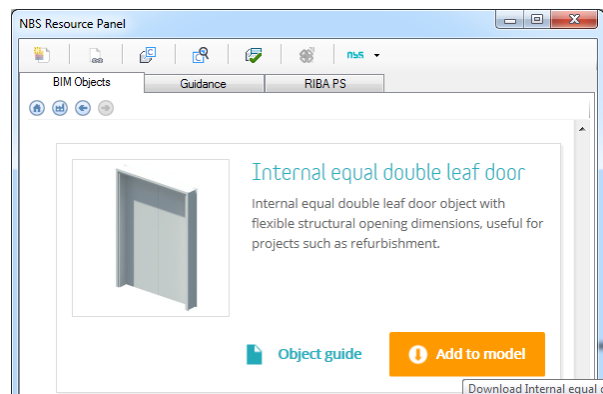 NBS Resource Panel
nbs
BIM Objects
Guidance
RIBA PS
Internal equal double leaf door
Internal equal double leaf door object with
flexible structural opening dimensions, useful for
projects such as refurbishment.
Object guide
Add to model
Download Internal equal